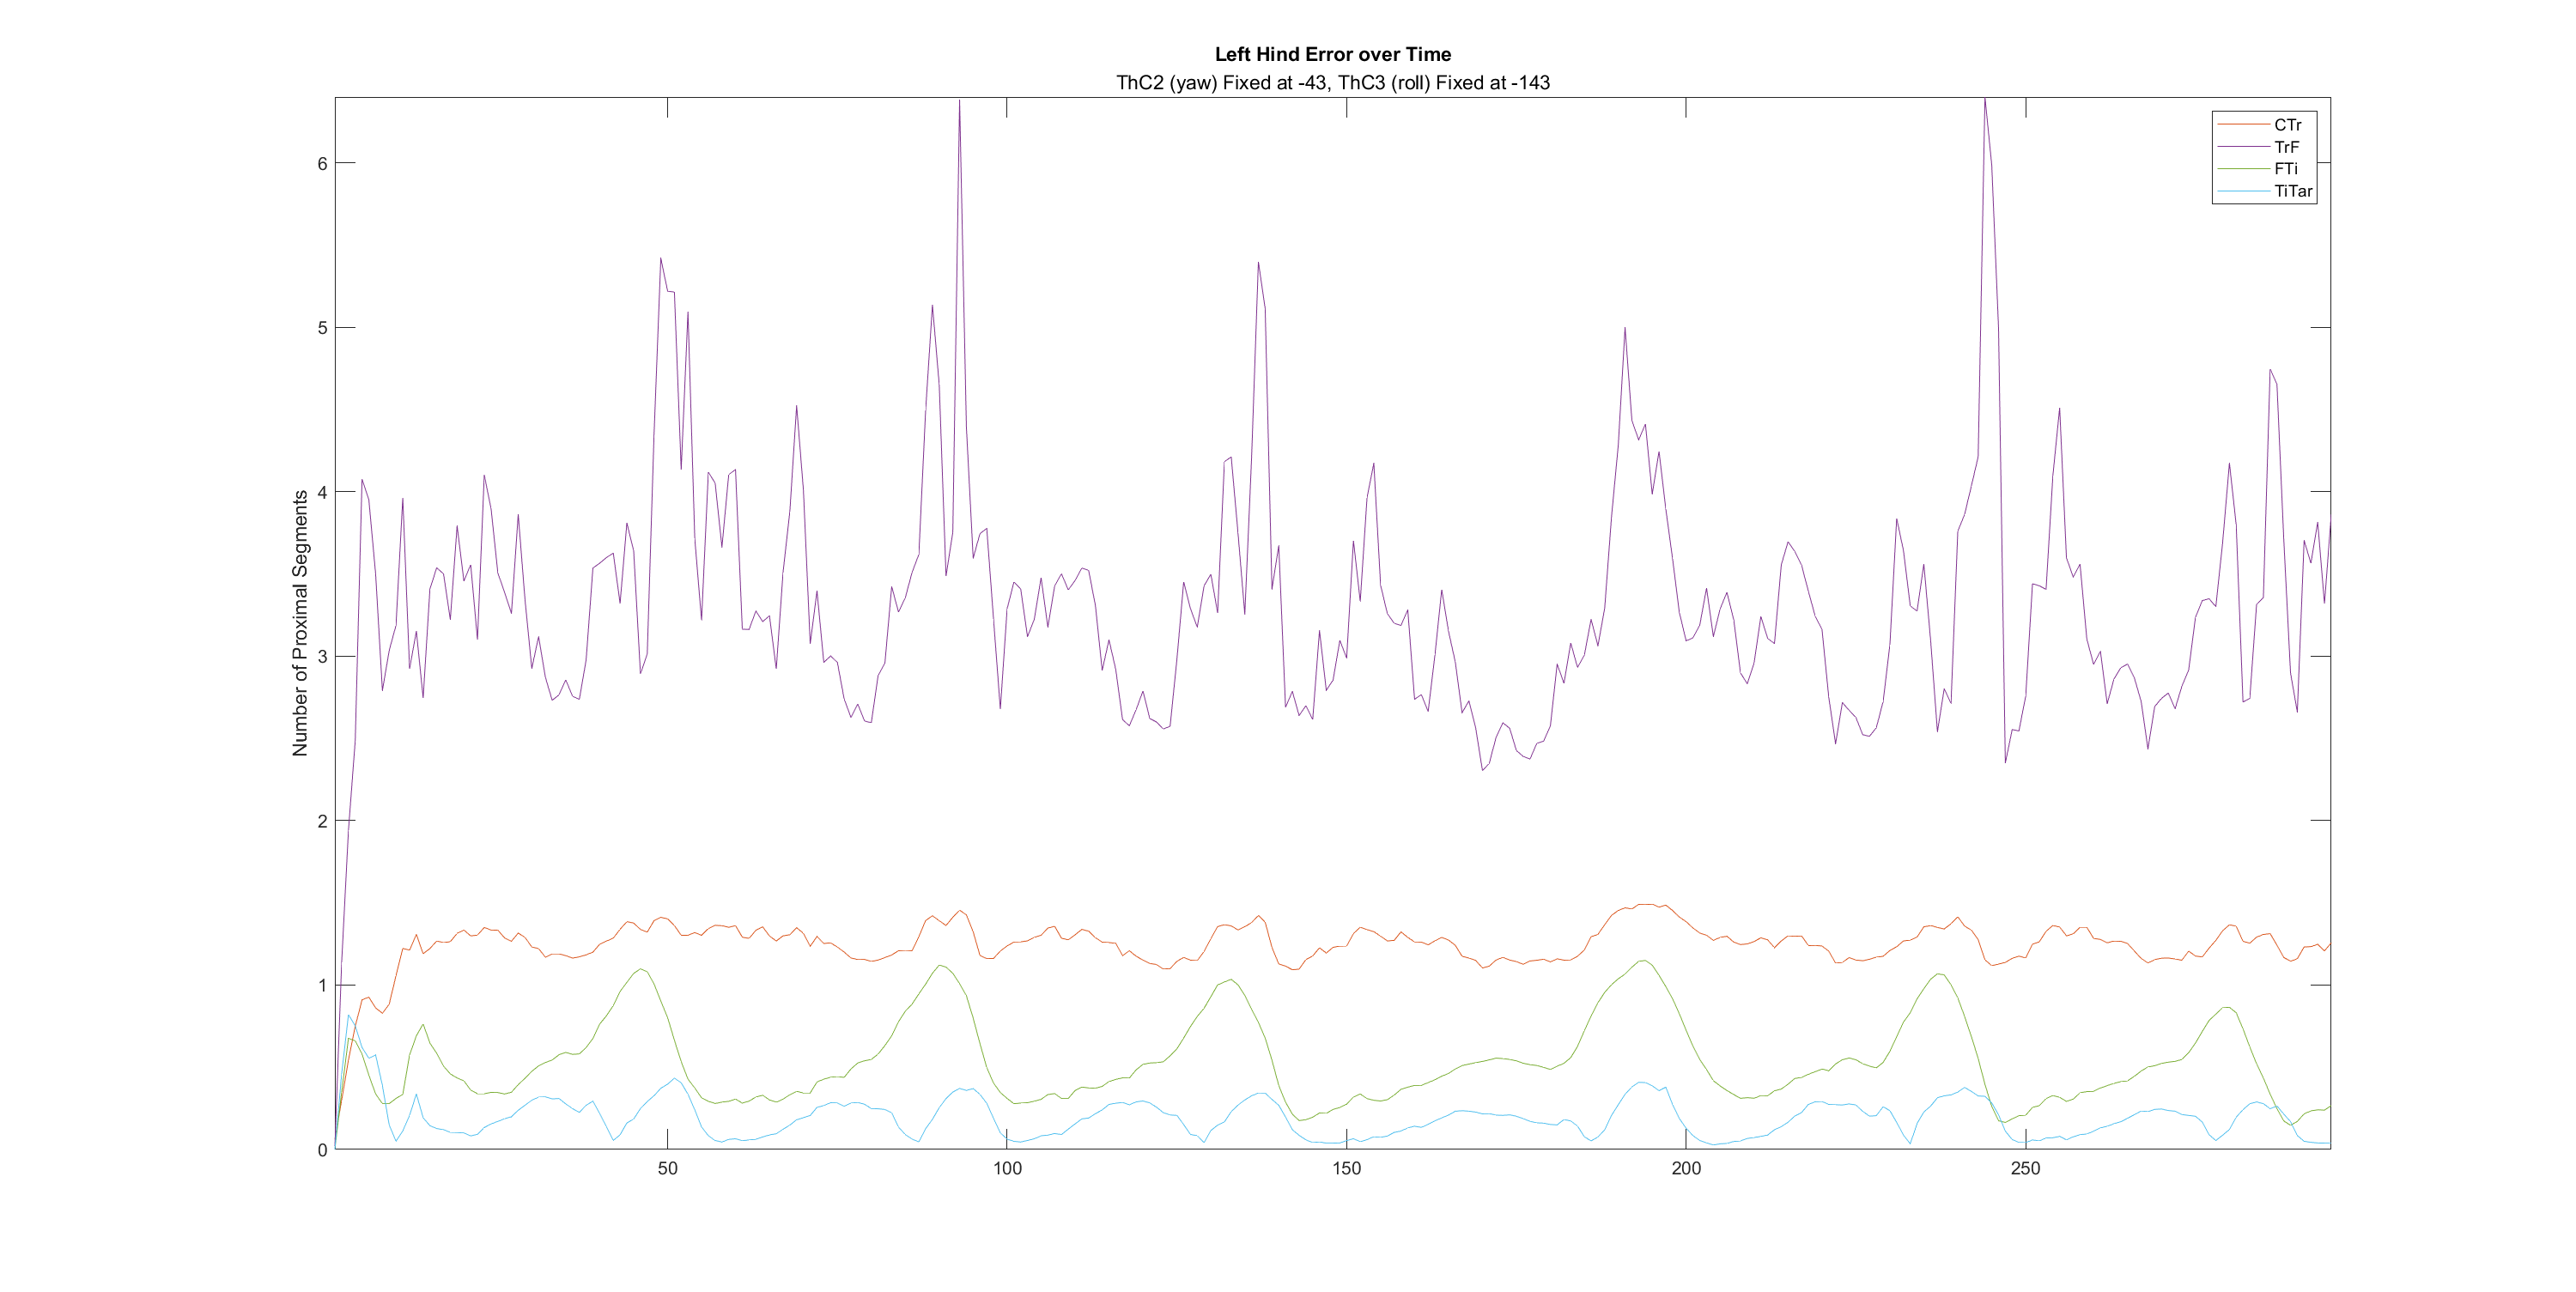 Left Hind Error over Time
ThC2 (yaw) Fixed at -43, ThC3 (roll) Fixed at -143
CTr
TrF
FTi
TiTar
Number of Proximal Segments
6
5
4
3
2
1
0
50
100
150
200
250